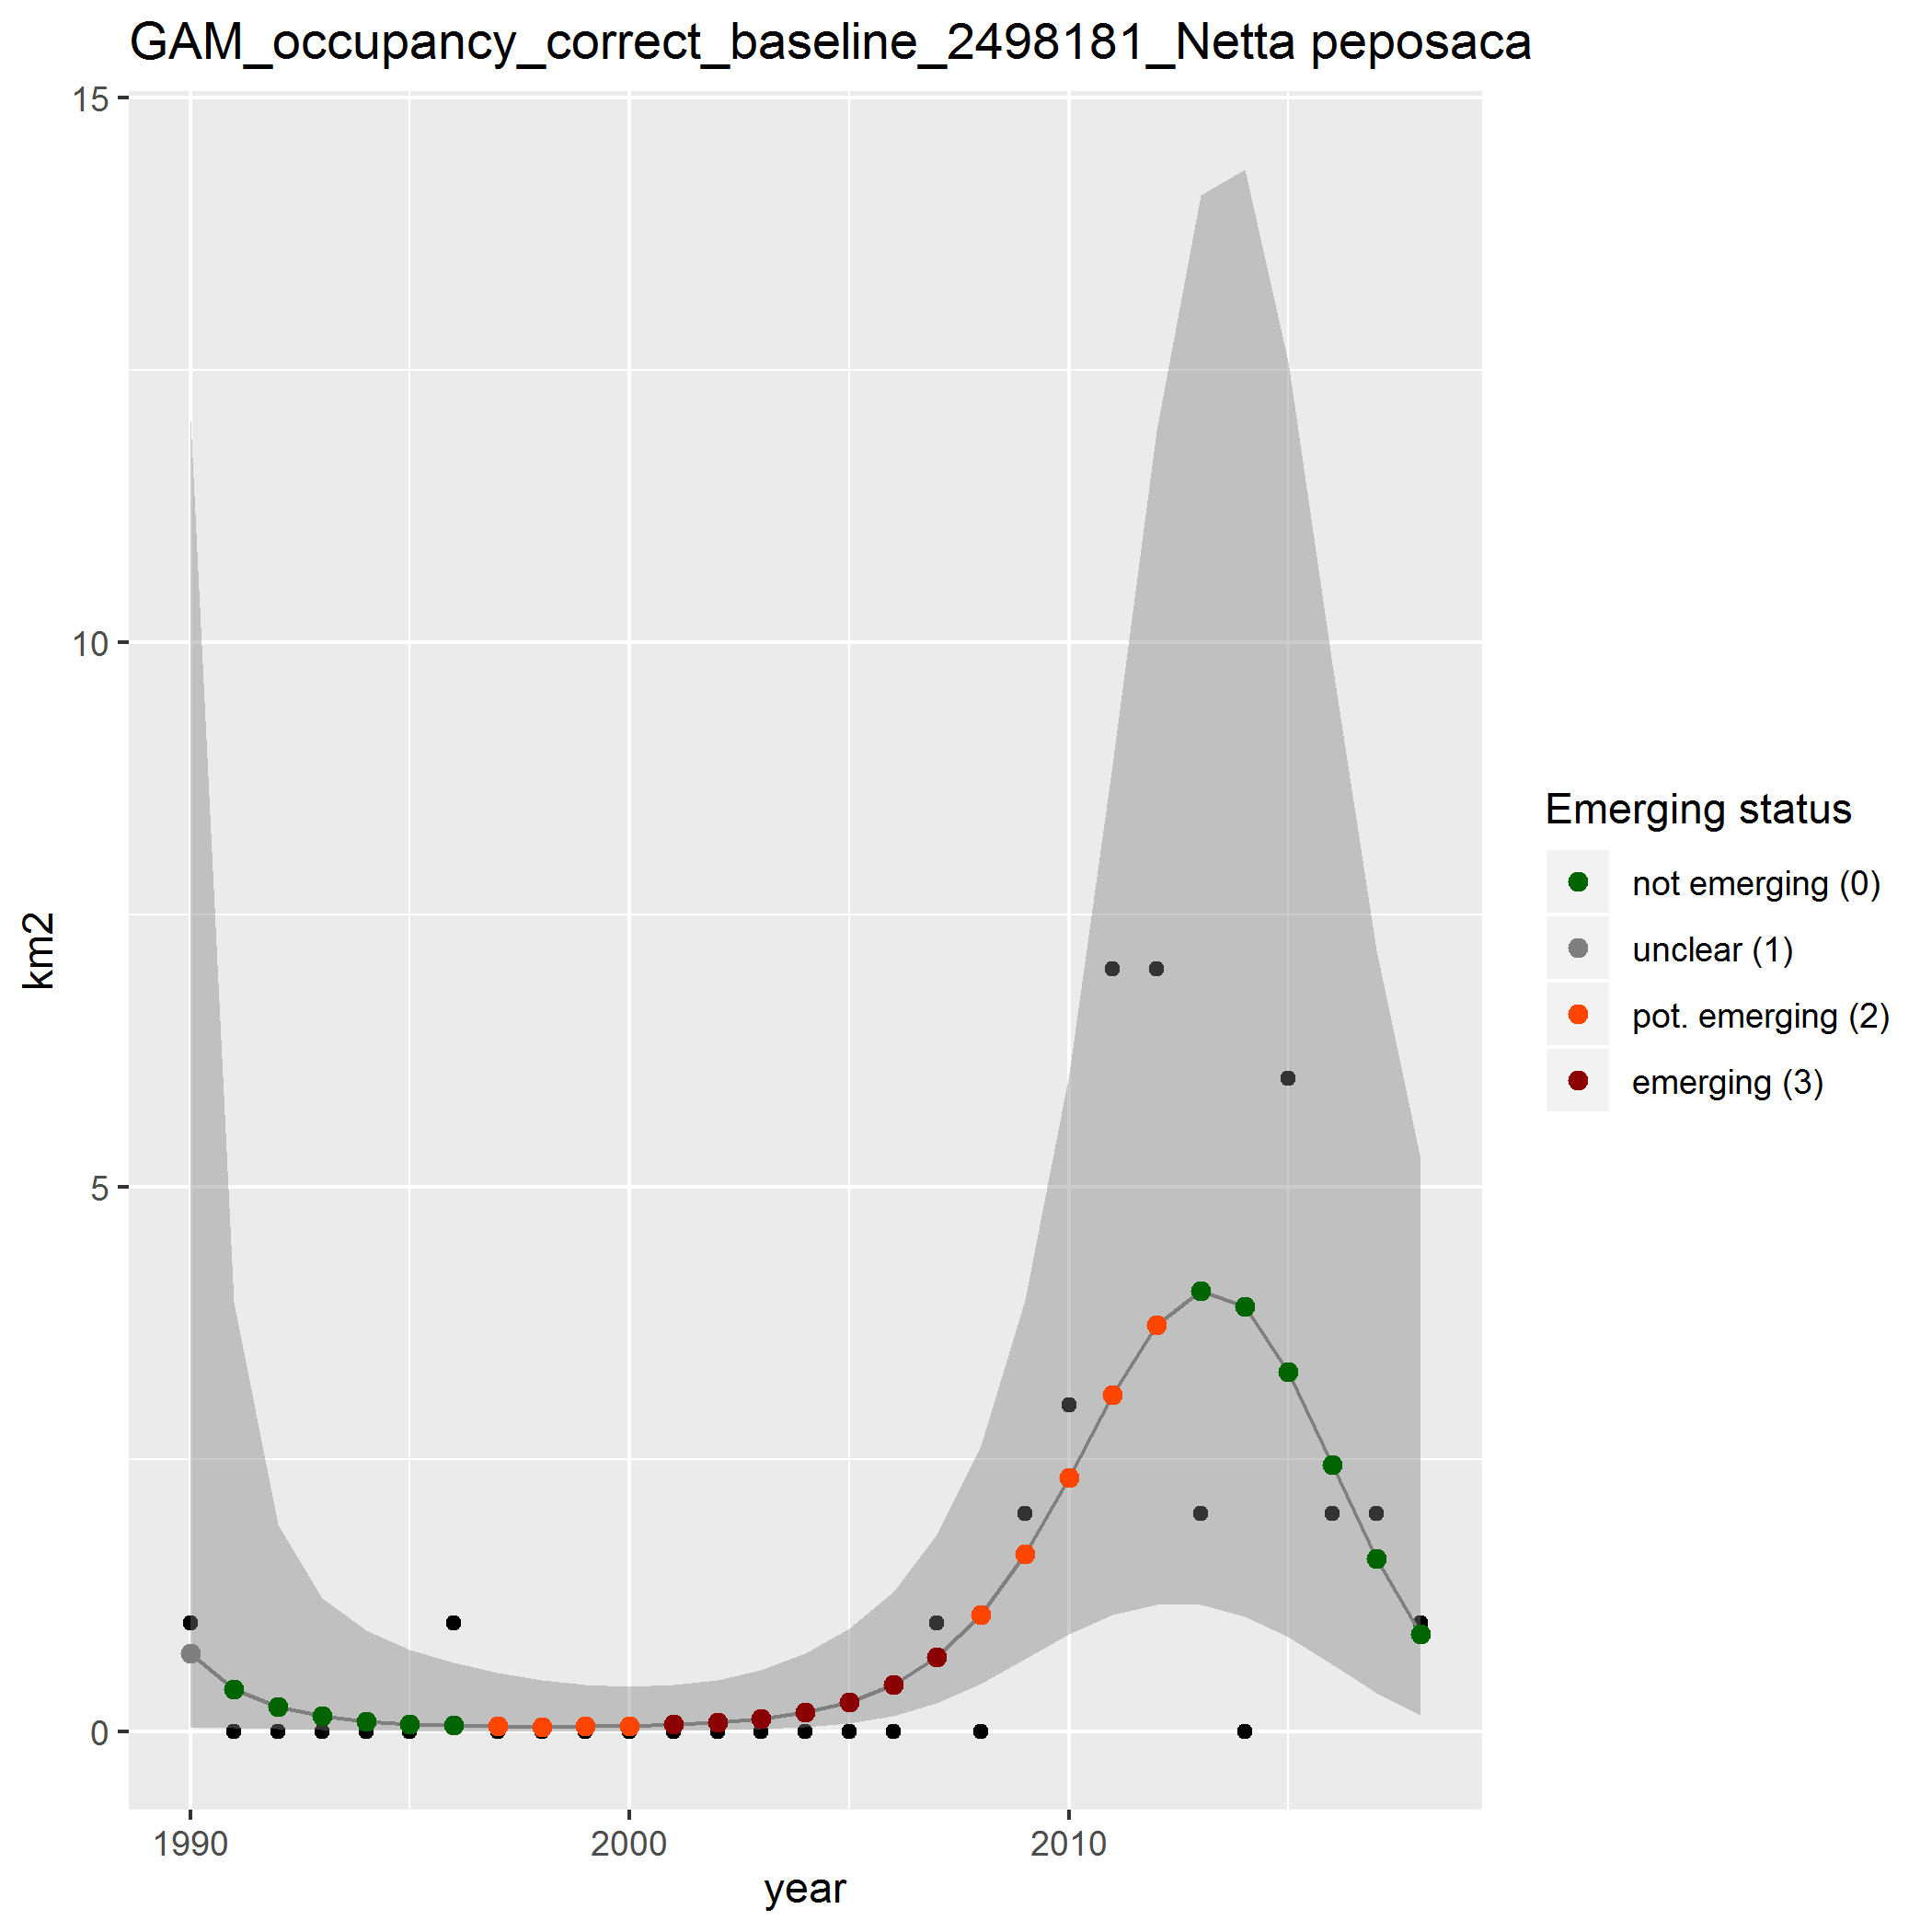 GAM_occupancy_correct_baseline_2498181_Netta peposaca
15
10
5
0
km2
1990 2000 2010
year
Emerging status
not emerging (0)
unclear (1)
pot. emerging (2)
emerging (3)